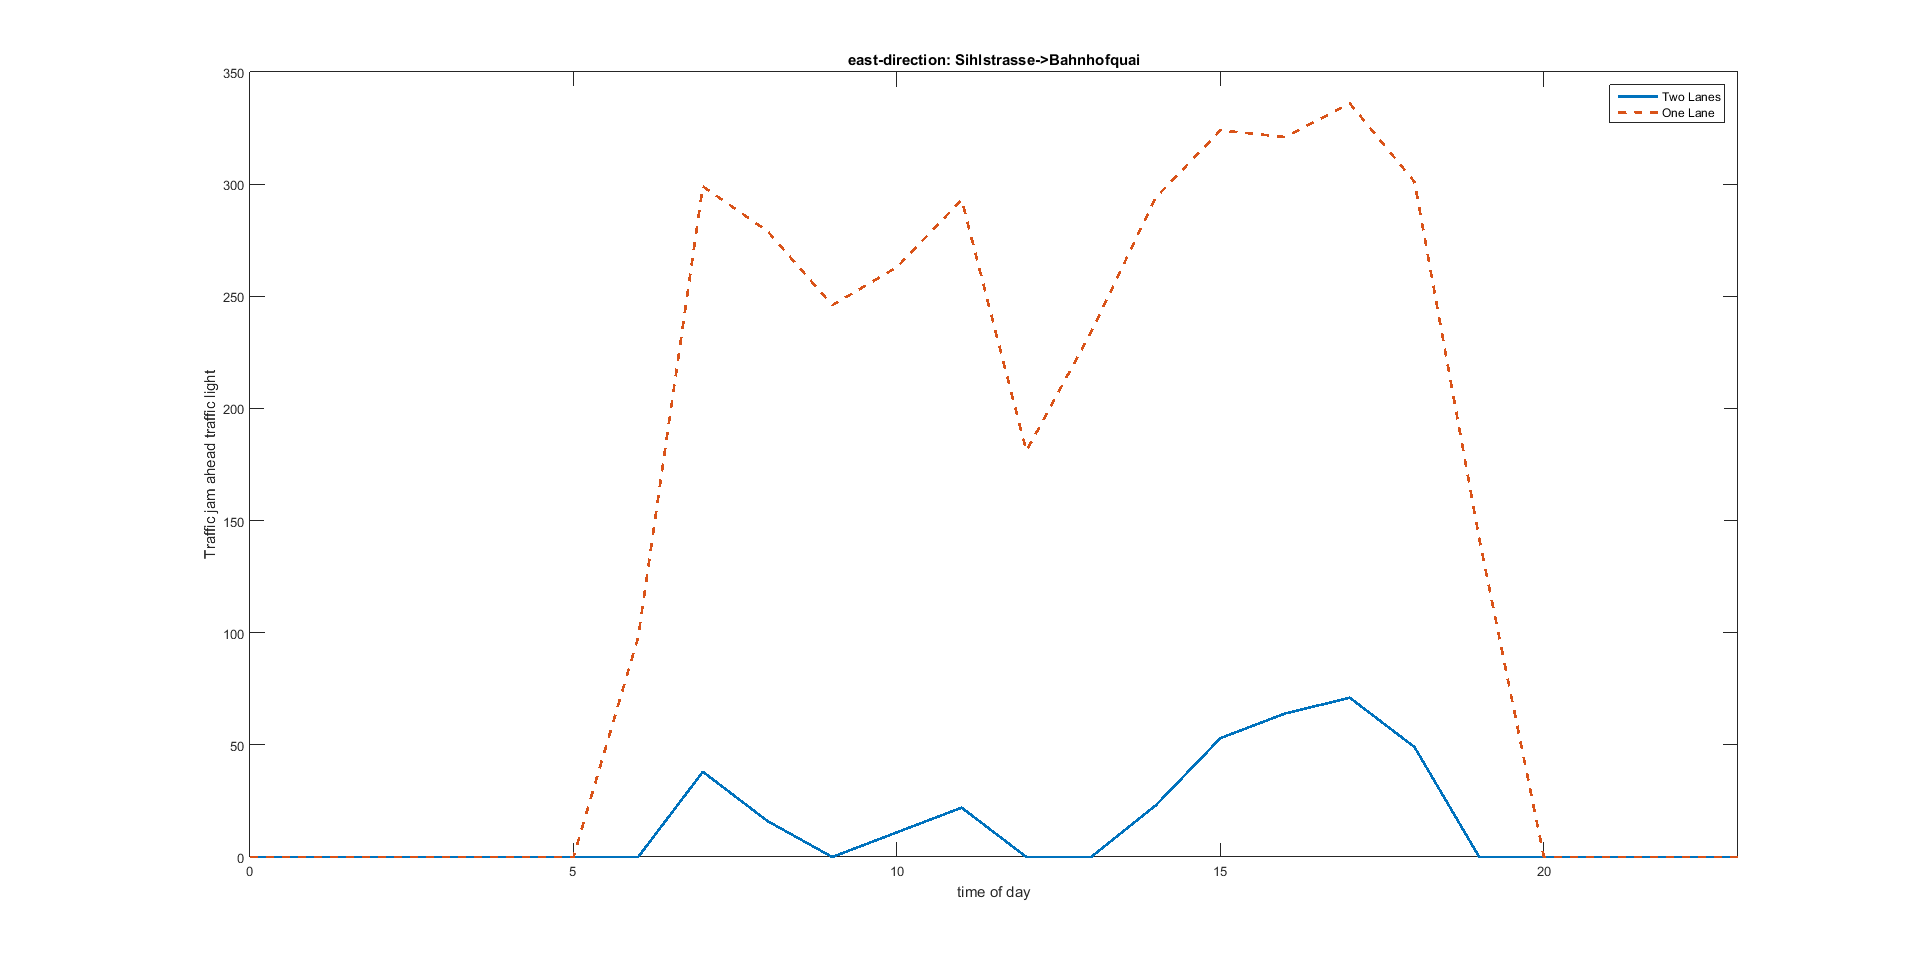 east-direction: Sihlstrasse->Bahnhofquai
350
300
250
200
150
100
50
0
Traffic jam ahead traffic light
Two Lanes
One Lane
0 5 10 15 20
time of day